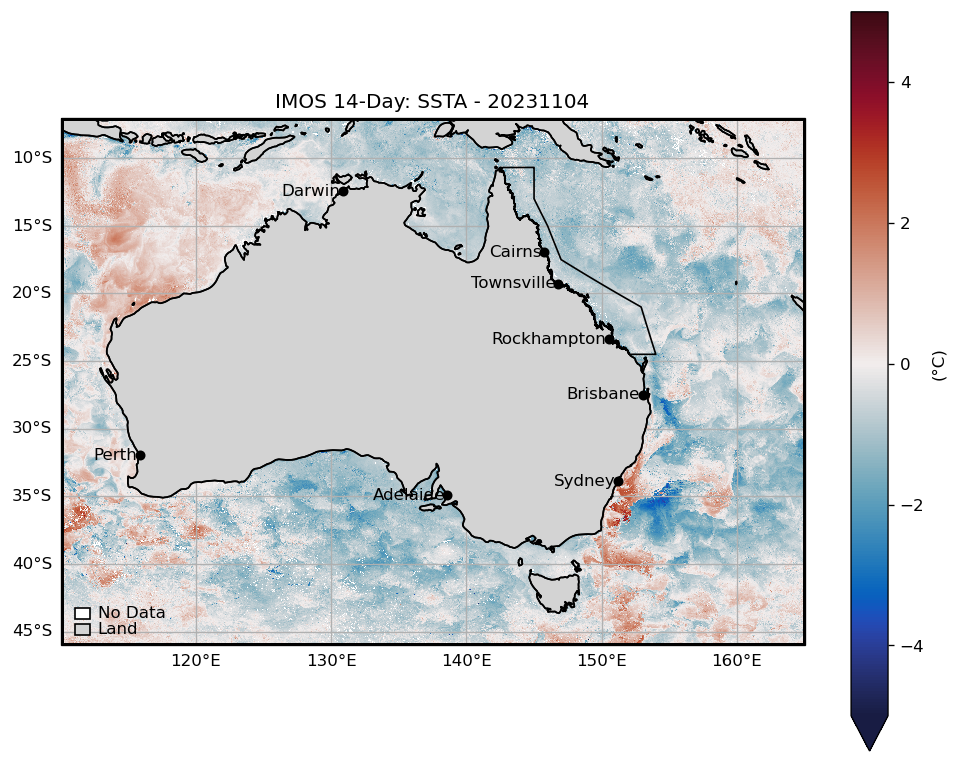 IMOS 14-Day: SSTA - 20231104
10°S
15°S
20°S
25°S
30°S
35°S
40°S
45°S
Darwin
Cairns
Townsville
Rockhampton
Brisbane
Perth
Sydney
Adelaide
No Data
Land
120°E
130°E
140°E
150°E
160°E
4
2
0
−2
−4
(°C)